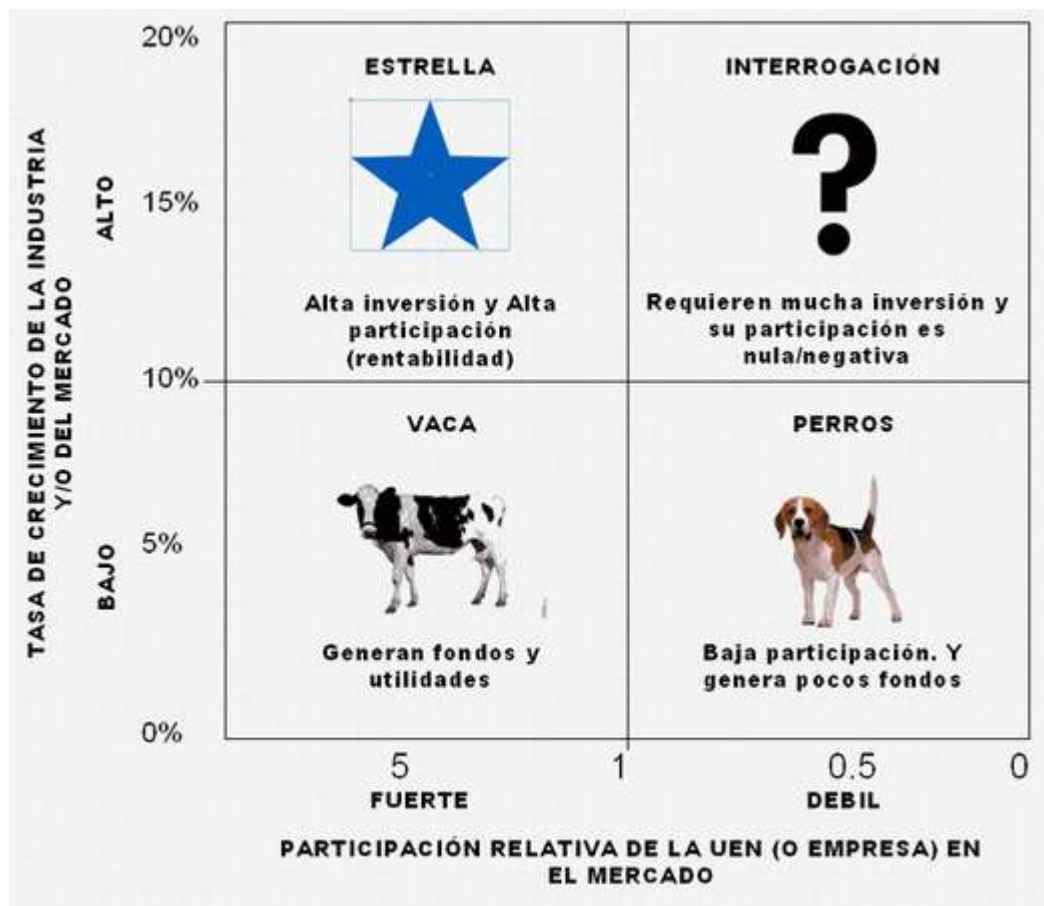 20%
ESTRELLA
INTERROGACIÓN
?
TASA DE CRECIMIENTO DE LA INDUSTRIA
Y/O DEL MERCADO
ALTO
15%
Alta inversión y Alta
participación
(rentabilidad)
Requieren mucha inversión y
su participación es
nula/negativa
10%
VACA
PERROS
BAJO
5%
Generan fondos y
utilidades
Baja participación. Y
genera pocos fondos
0%
5
1
0.5
0
FUERTE
DEBIL
PARTICIPACIÓN RELATIVA DE LA UEN (O EMPRESA) EN
EL MERCADO